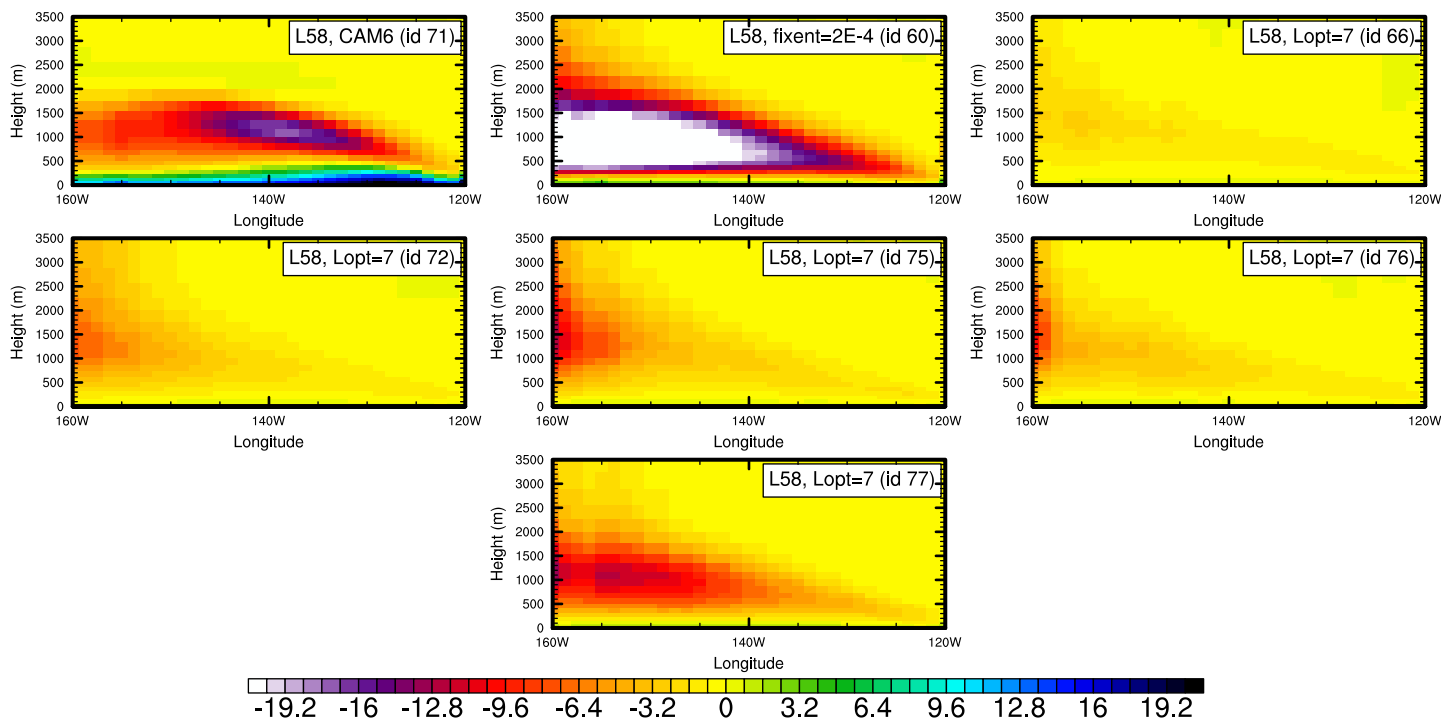 L58, CAM6 (id 71)
3500
3000
2500
2000
1500
1000
500
0
Height (m)
160W
140W
120W
Longitude
L58, fixent=2E-4 (id 60)
3500
3000
2500
2000
1500
1000
500
0
Height (m)
160W
140W
120W
Longitude
L58, Lopt=7 (id 66)
3500
3000
2500
2000
1500
1000
500
0
Height (m)
160W
140W
120W
Longitude
L58, Lopt=7 (id 72)
3500
3000
2500
2000
1500
1000
500
0
Height (m)
160W
140W
120W
Longitude
L58, Lopt=7 (id 75)
3500
3000
2500
2000
1500
1000
500
0
Height (m)
160W
140W
120W
Longitude
L58, Lopt=7 (id 76)
3500
3000
2500
2000
1500
1000
500
0
Height (m)
160W
140W
120W
Longitude
L58, Lopt=7 (id 77)
3500
3000
2500
2000
1500
1000
500
0
Height (m)
160W
140W
120W
Longitude
-19.2 -16 -12.8 -9.6 -6.4 -3.2 0 3.2 6.4 9.6 12.8 16 19.2